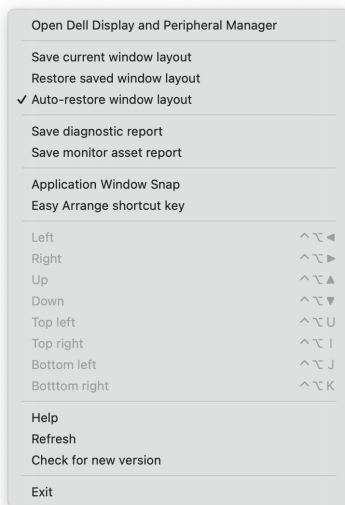 Open Dell Display and Peripheral Manager
Save current window layout
Restore saved window layout
✓ Auto-restore window layout
Save diagnostic report
Save monitor asset report
Application Window Snap
Easy Arrange shortcut key
Left ^⌥◀
Right ^⌥▶
Up ^⌥▲
Down ^⌥▼
Top left ^⌥U
Top right ^⌥I
Bottom left ^⌥J
Botttom right ^⌥K
Help
Refresh
Check for new version
Exit